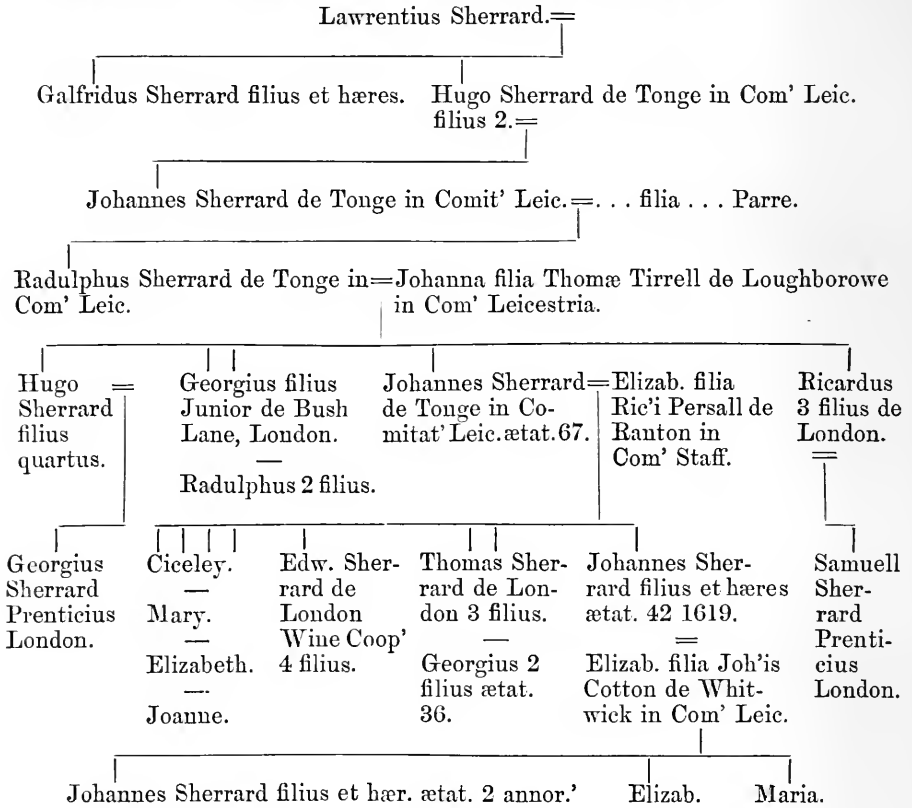 Lawrentius Sherrard.=
Galfridus Sherrard filius et hæres.
Hugo Sherrard de Tonge in Com' Leic.
filius 2.=
Johannes Sherrard de Tonge in Comit' Leic.=. . . filia . . . Parre.
Radulphus Sherrard de Tonge in=Johanna filia Thomæ Tirrell de Loughborowe
Com' Leic.
in Com' Leicestria.
Hugo =
Sherrard
filius
quartus.
Georgius filius
Junior de Bush
Lane, London.
—
Radulphus 2 filius.
Johannes Sherrard=
de Tonge in Co-
mitat' Leic. ætat. 67.
Elizab. filia
Ric'i Persall de
Ranton in
Com' Staff.
Ricardus
3 filius de
London.
=
Georgius
Sherrard
Prenticius
London.
Ciceley.
—
Mary.
—
Elizabeth.
—
Joanne.
Edw. Sher-
rard de
London
Wine Coop'
4 filius.
Thomas Sher-
rard de Lon-
don 3 filius.
—
Georgius 2
filius ætat.
36.
Johannes Sher-
rard filius et hæres
ætat. 42 1619.
=
Elizab. filia Joh'is
Cotton de Whit-
wick in Com' Leic.
Samuell
Sher-
rard
Prenti-
cius
London.
Johannes Sherrard filius et hær. ætat. 2 annor.'
Elizab.
Maria.